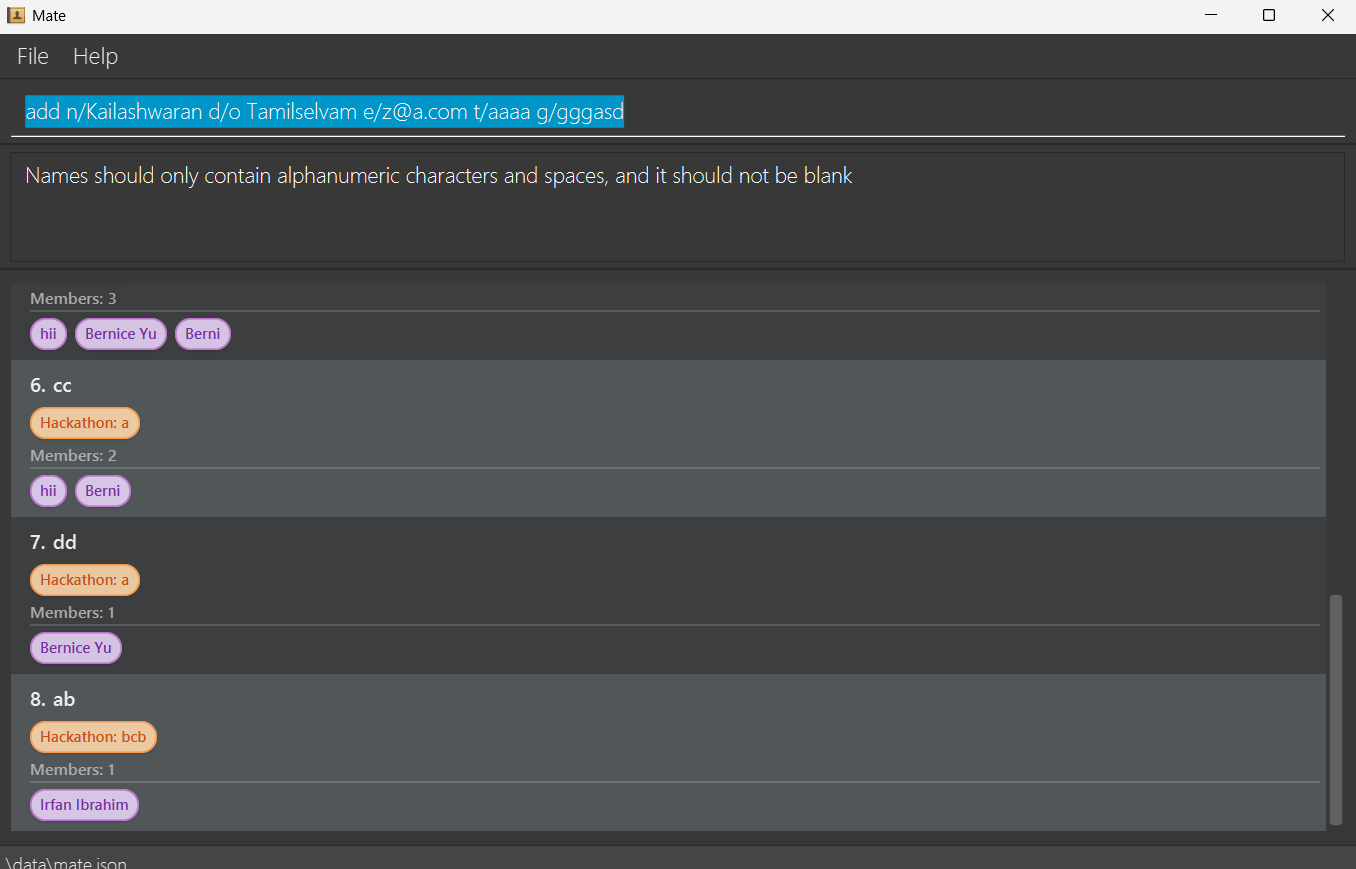 Mate
File Help
add n/Kailashwaran d/o Tamilselvam e/z@a.com t/aaaa g/gggasd
Names should only contain alphanumeric characters and spaces, and it should not be blank
Members: 3
hii Bernice Yu Berni
6. cc
Hackathon: a
Members: 2
hii Berni
7. dd
Hackathon: a
Members: 1
Bernice Yu
8. ab
Hackathon: bcb
Members: 1
Irfan Ibrahim
\data\mate.json